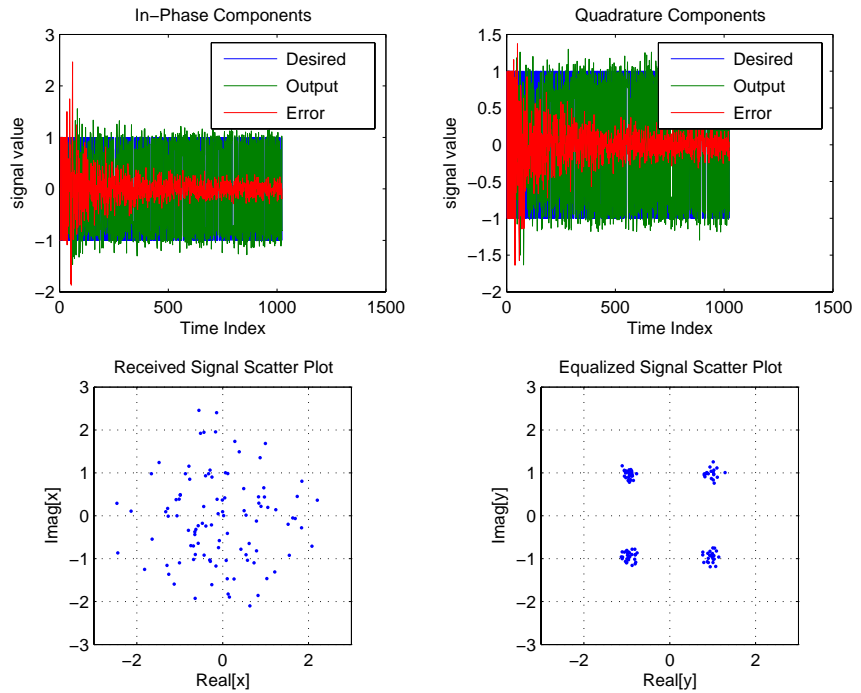 In−Phase Components
3
2
1
0
−1
−2
signal value
0
500
1000
1500
Time Index
Desired
Output
Error
Quadrature Components
1.5
1
0.5
0
−0.5
−1
−1.5
−2
signal value
0
500
1000
1500
Time Index
Desired
Output
Error
Received Signal Scatter Plot
3
2
1
0
−1
−2
−3
Imag[x]
−2
0
2
Real[x]
Equalized Signal Scatter Plot
3
2
1
0
−1
−2
−3
Imag[y]
−2
0
2
Real[y]